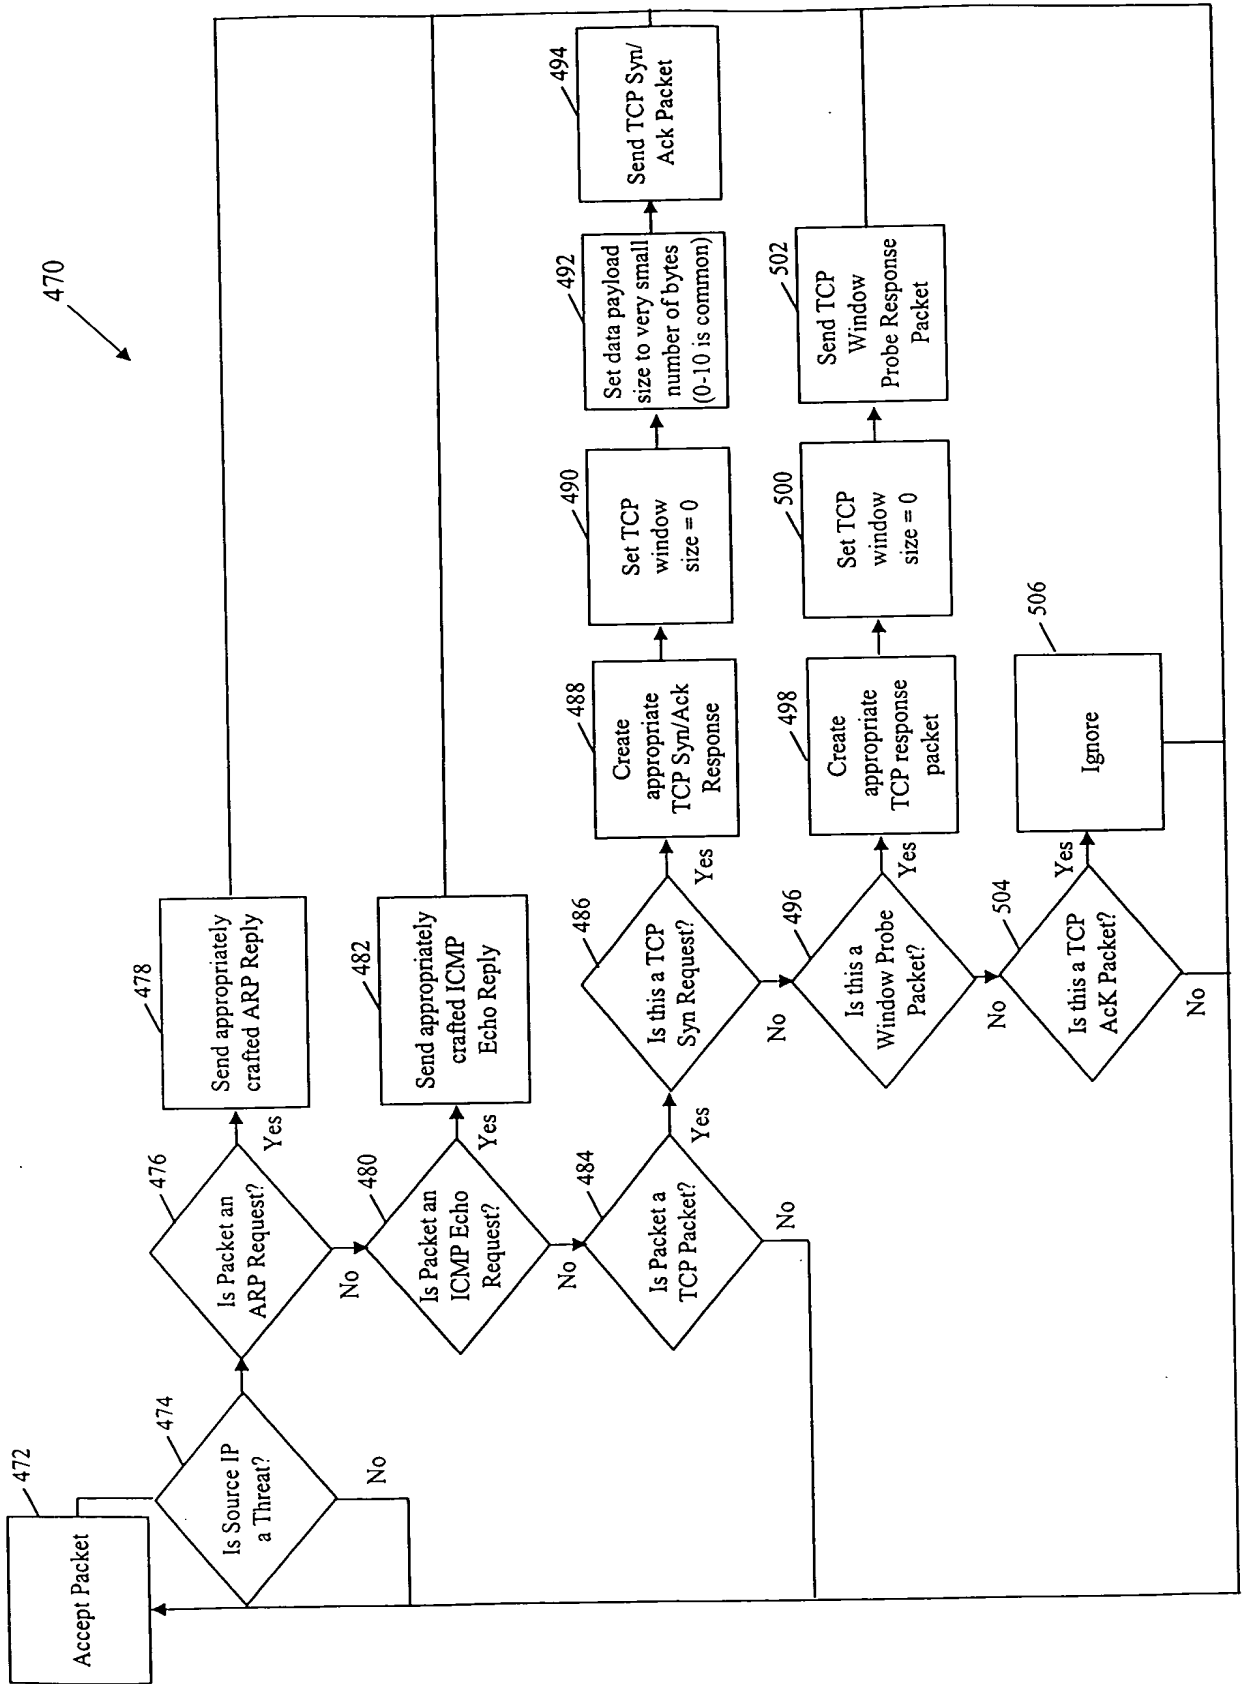 470
472
Accept Packet
474
Is Source IP
a Threat?
No
476
Is Packet an
ARP Request?
Yes
No
478
Send appropriately
crafted ARP Reply
480
Is Packet an
ICMP Echo
Request?
Yes
No
482
Send appropriately
crafted ICMP
Echo Reply
484
Is Packet a
TCP Packet?
Yes
No
486
Is this a TCP
Syn Request?
Yes
No
488
Create
appropriate
TCP Syn/Ack
Response
490
Set TCP
window
size = 0
492
Set data payload
size to very small
number of bytes
(0-10 is common)
494
Send TCP Syn/
Ack Packet
496
Is this a
Window Probe
Packet?
Yes
No
498
Create
appropriate
TCP response
packet
500
Set TCP
window
size = 0
502
Send TCP
Window
Probe Response
Packet
504
Is this a TCP
AcK Packet?
Yes
No
506
Ignore